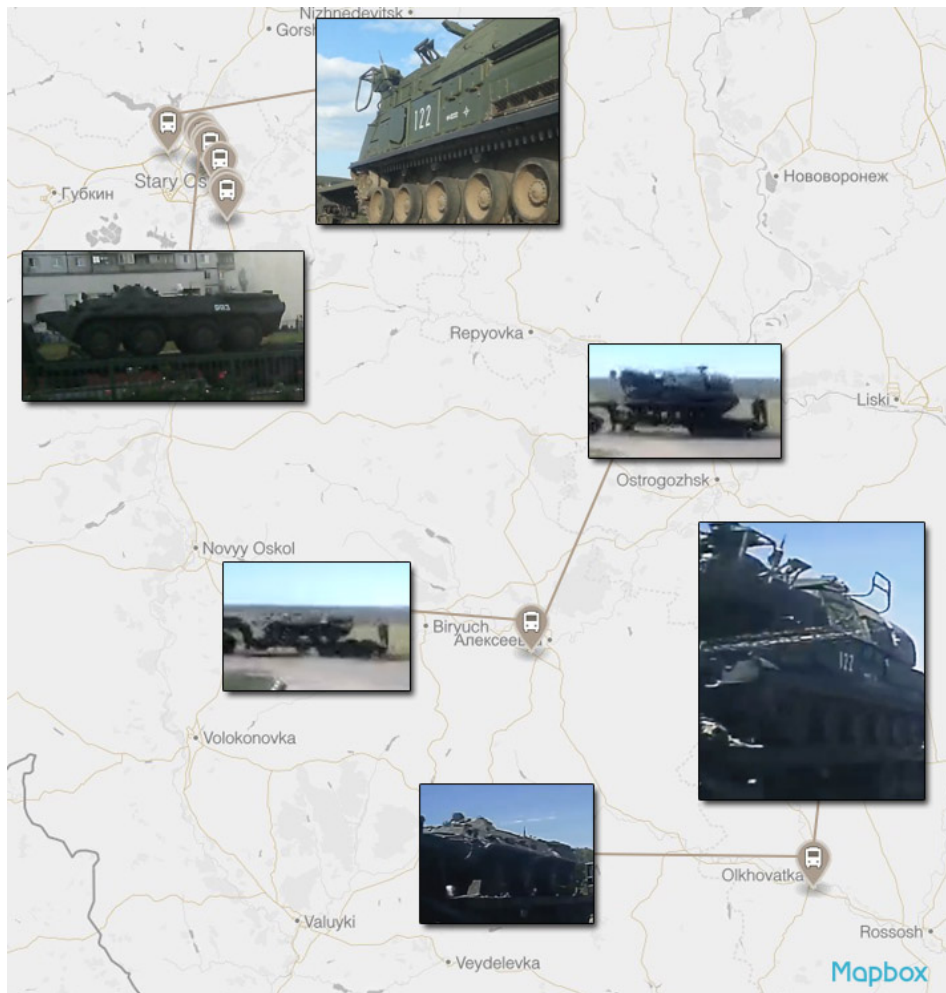 Nizhnedevitsk
Gorsh
122
Stary Os
Губкин
Нововоронеж
993
Repyovka
Liski
Ostrogozhsk
Novyy Oskol
Biryuch
Алексеев
122
Volokonovka
Olkhovatka
Valuyki
Rossosh
Veydelevka
Mapbox